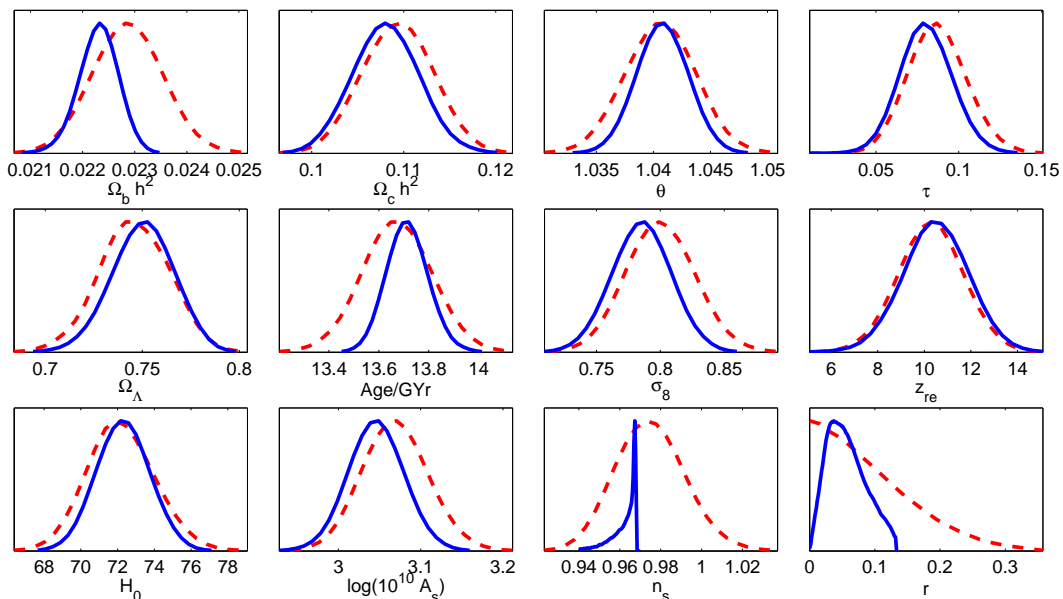 0.021 0.022 0.023 0.024 0.025
Ω_b h^2
0.1 0.11 0.12
Ω_c h^2
1.035 1.04 1.045 1.05
θ
0.05 0.1 0.15
τ
0.7 0.75 0.8
Ω_Λ
13.4 13.6 13.8 14
Age/GYr
0.75 0.8 0.85
σ_8
6 8 10 12 14
z_re
68 70 72 74 76 78
H_0
3 3.1 3.2
log(10^10 A_s)
0.94 0.96 0.98 1 1.02
n_s
0 0.1 0.2 0.3
r